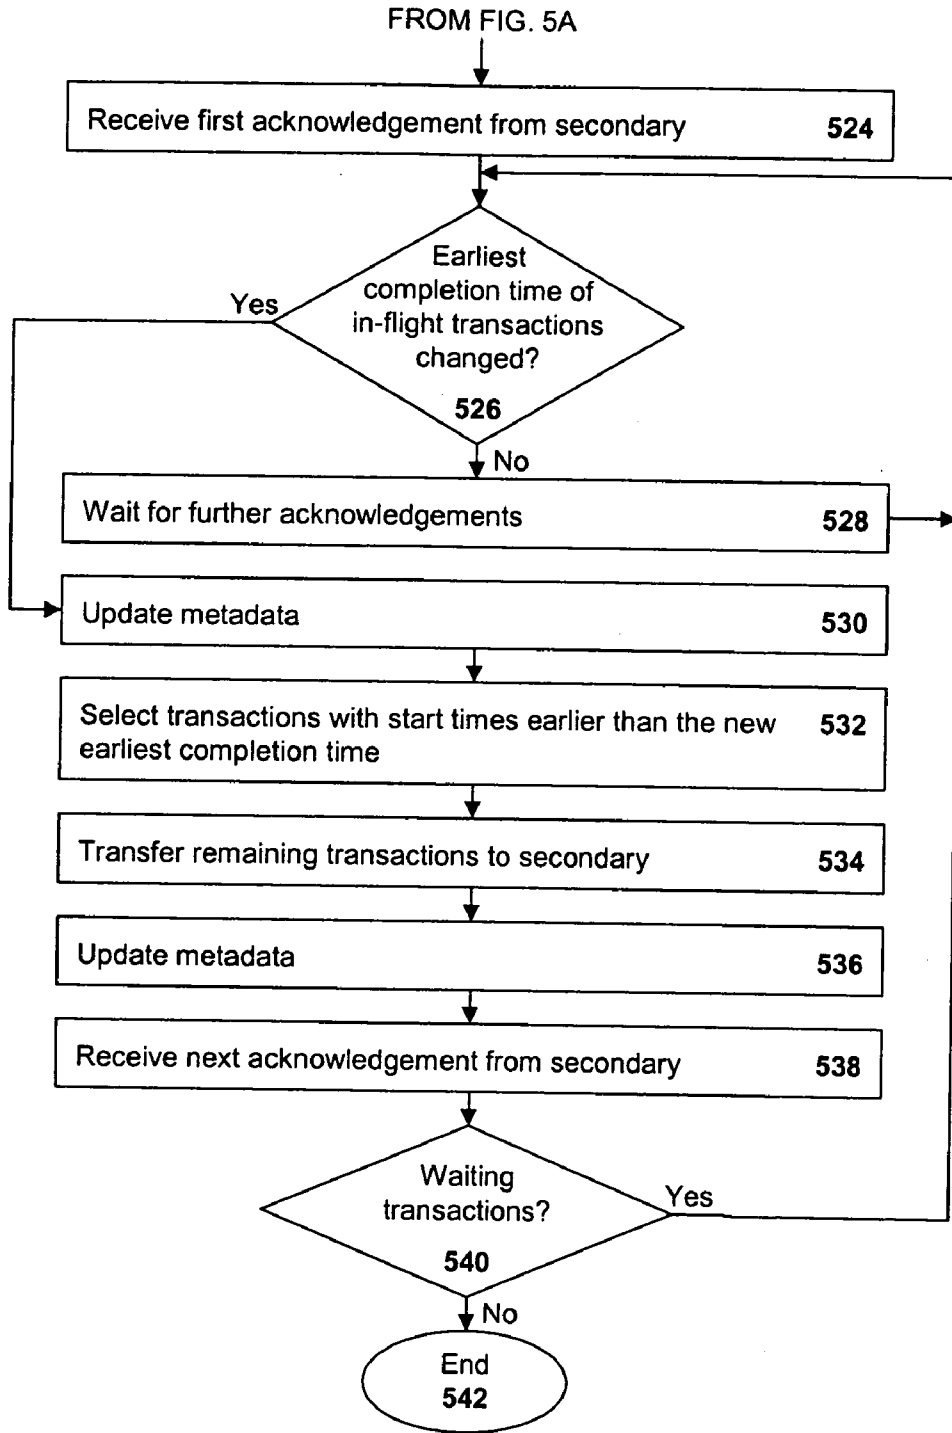 FROM FIG. 5A
Receive first acknowledgement from secondary 524
Earliest
completion time of
in-flight transactions
changed?
526
Yes
No
Wait for further acknowledgements 528
Update metadata 530
Select transactions with start times earlier than the new 532
earliest completion time
Transfer remaining transactions to secondary 534
Update metadata 536
Receive next acknowledgement from secondary 538
Waiting
transactions?
540
Yes
No
End
542